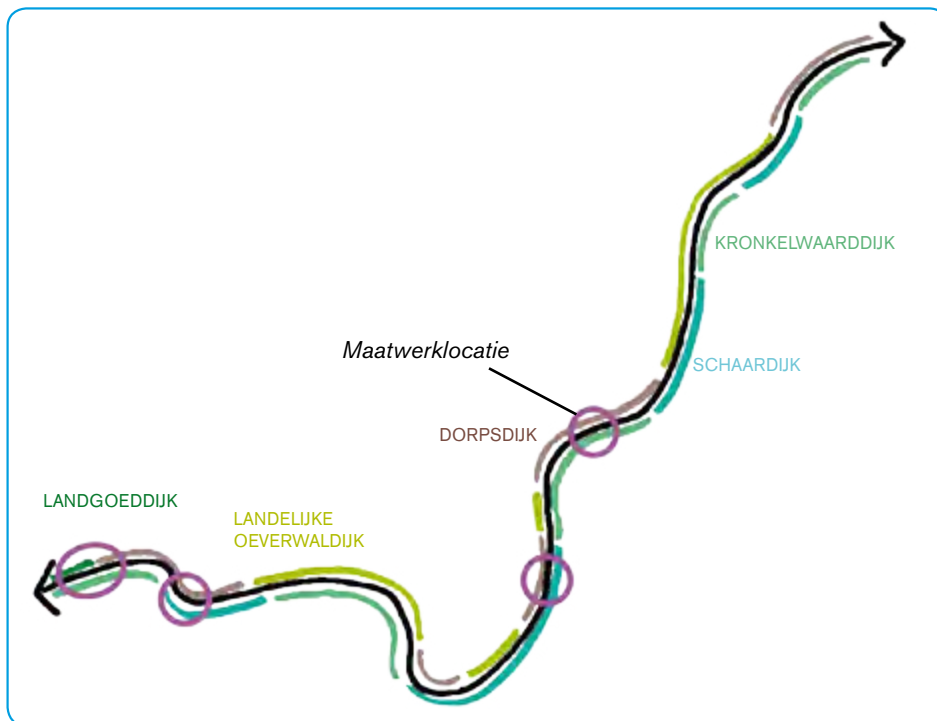 KRONKELWAARDDIJK
Maatwerklocatie
SCHAARDIJK
DORPSDIJK
LANDGOEDDIJK
LANDELIJKE
OEVERWALDIJK